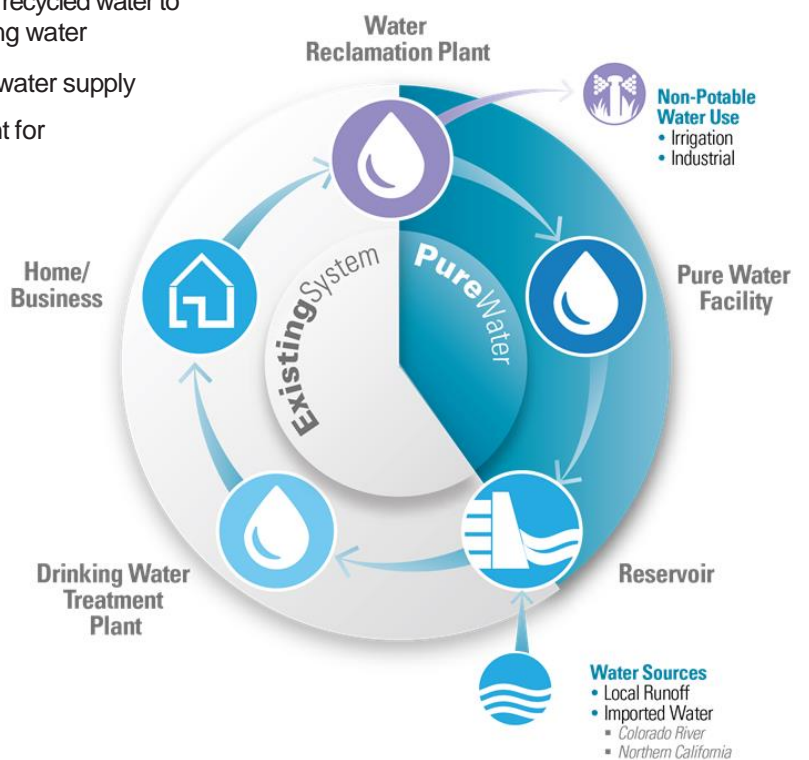 recycled water to
ng water
water supply
t for
Water
Reclamation Plant
Non-Potable
Water Use
• Irrigation
• Industrial
Home/
Business
ExistingSystem
PureWater
Pure Water
Facility
Drinking Water
Treatment
Plant
Reservoir
Water Sources
• Local Runoff
• Imported Water
▪ Colorado River
▪ Northern California